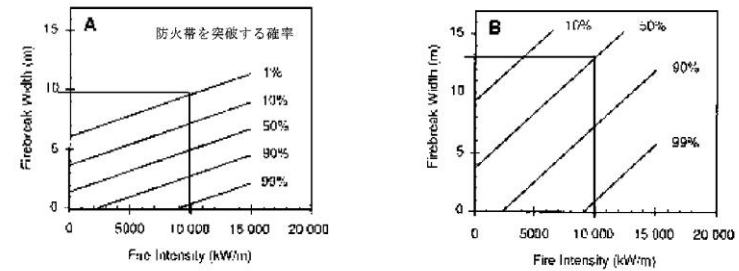 A
防火帯を突破する確率
Firebreak Width (m)
15
10
5
0
1%
10%
50%
90%
99%
0 5000 10 000 15 000 20 000
Fire Intensity (kW/m)
B
Firebreak Width (m)
15
10
5
0
10%
50%
90%
99%
0 5000 10 000 15 000 20 000
Fire Intensity (kW/m)